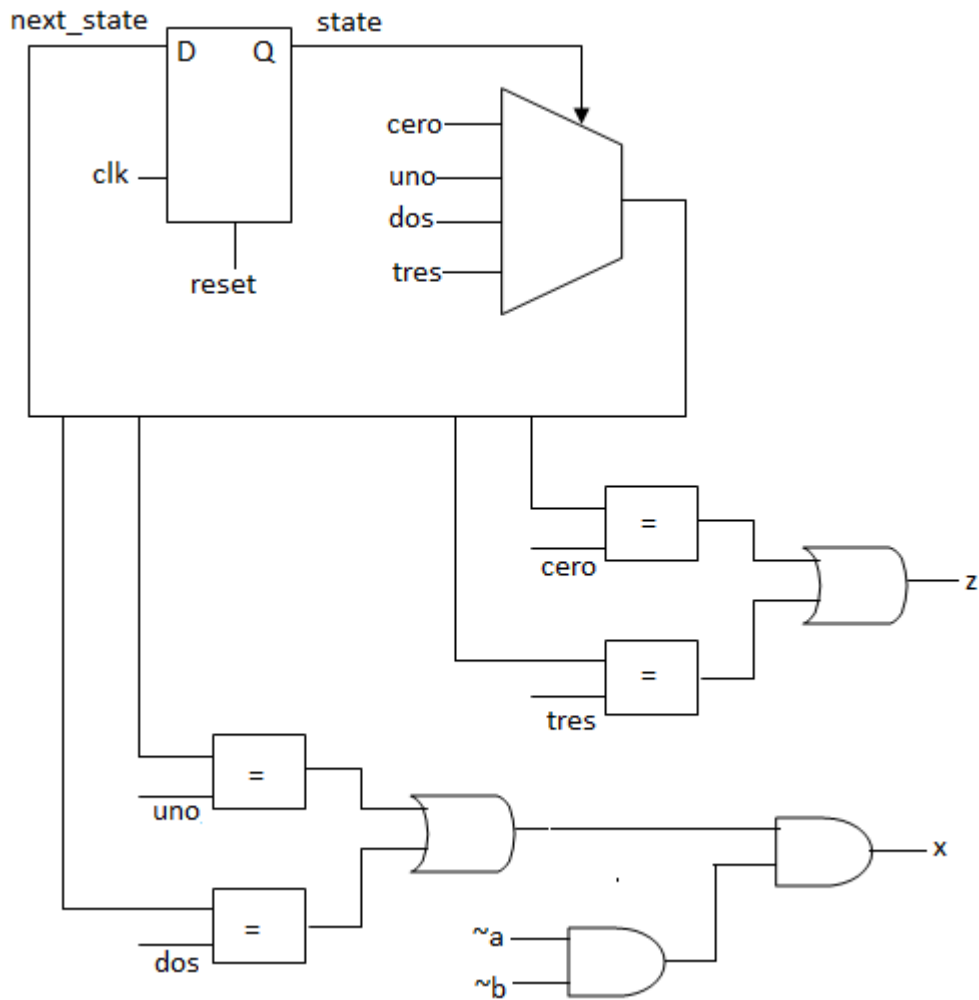 next_state
state
D Q
cero
clk
uno
dos
reset
tres
=
cero
z
=
tres
=
uno
x
=
~a
dos
~b